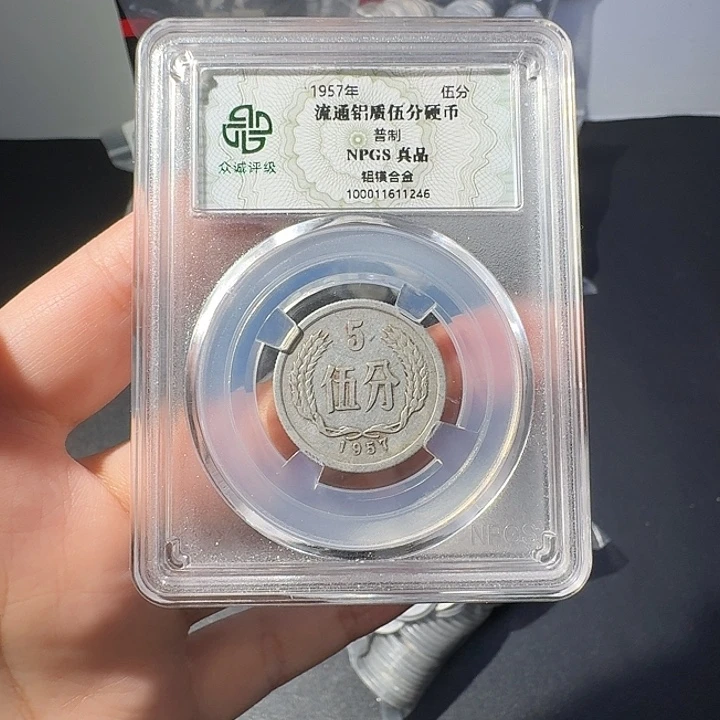 1957年 伍分
流通铝质伍分硬币
普制
NPGS 真品
铝镁合金
100011611246
众诚评级
5
伍分
1957
NPGS